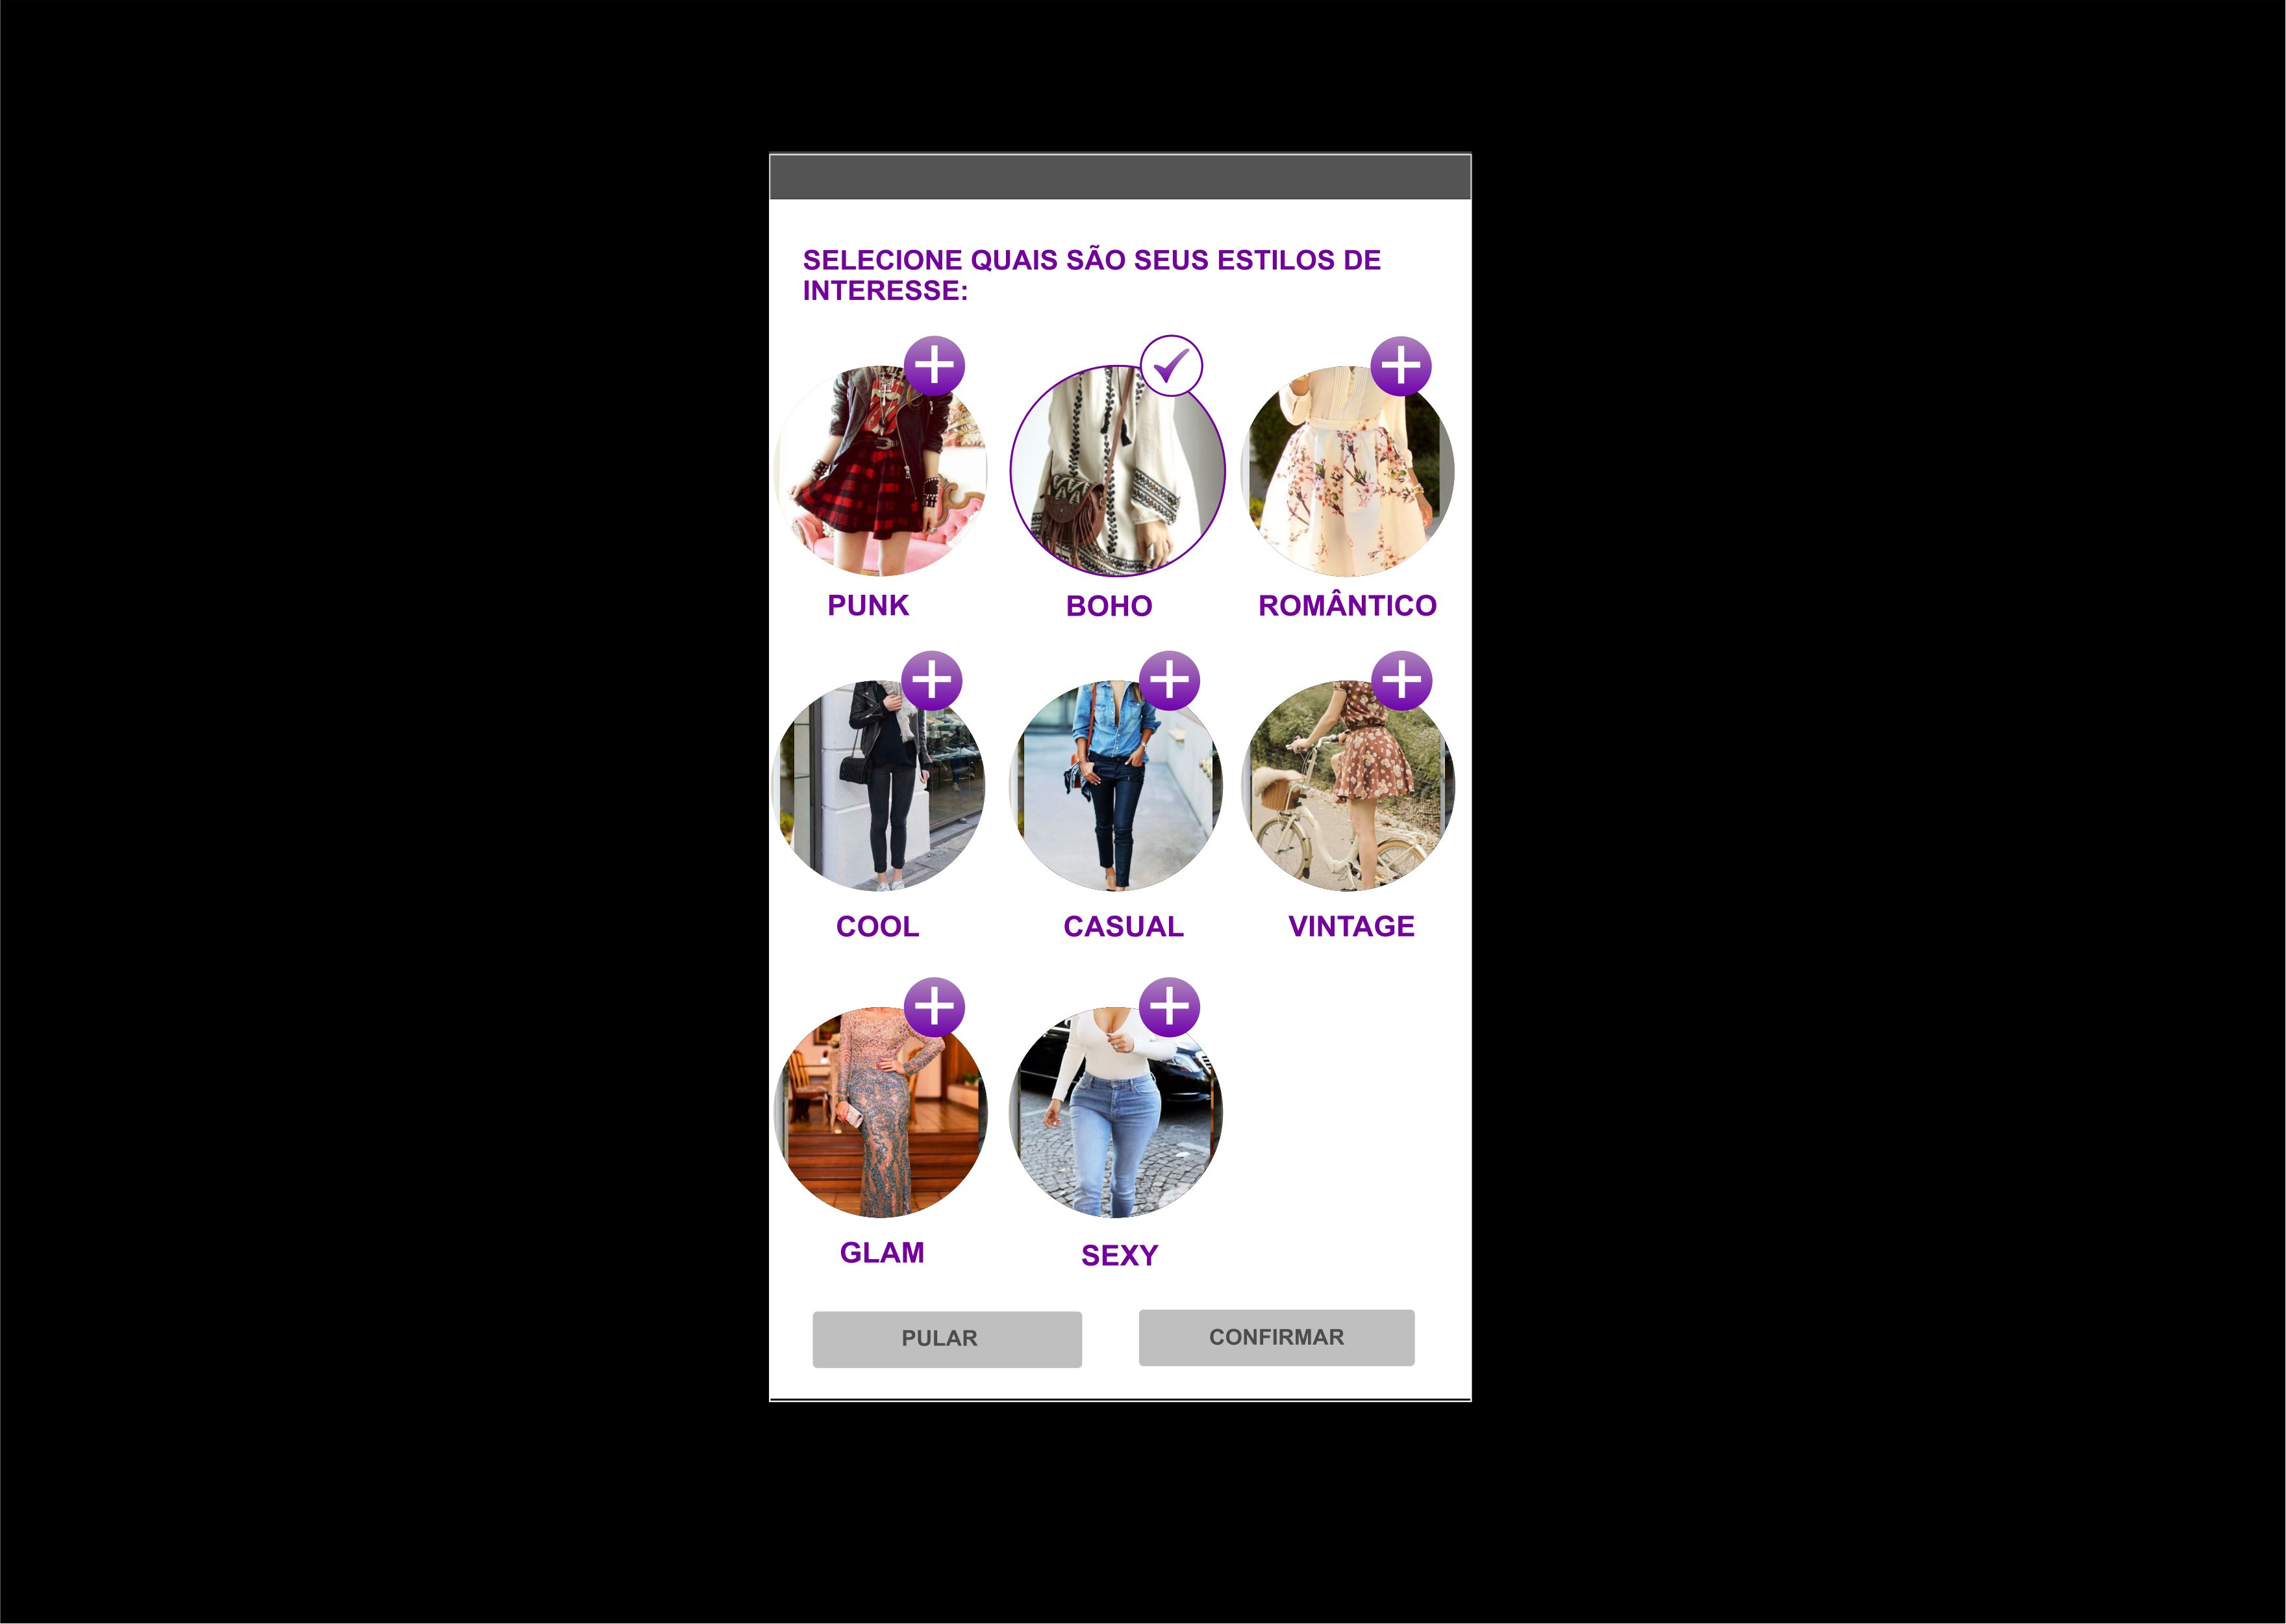 SELECIONE QUAIS SÃO SEUS ESTILOS DE
INTERESSE:
PUNK
BOHO
ROMÂNTICO
COOL
CASUAL
VINTAGE
GLAM
SEXY
PULAR
CONFIRMAR